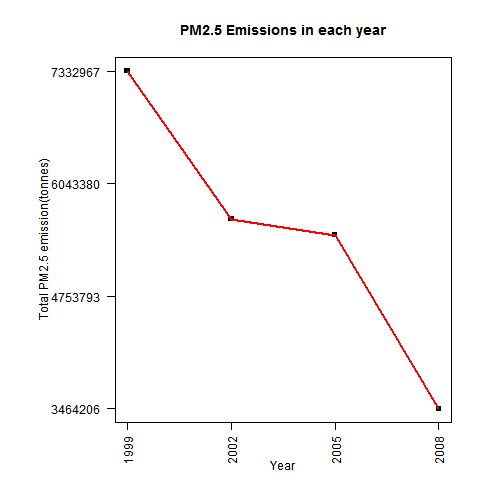 PM2.5 Emissions in each year
Total PM2.5 emission(tonnes)
7332967
6043380
4753793
3464206
1999
2002
2005
2008
Year